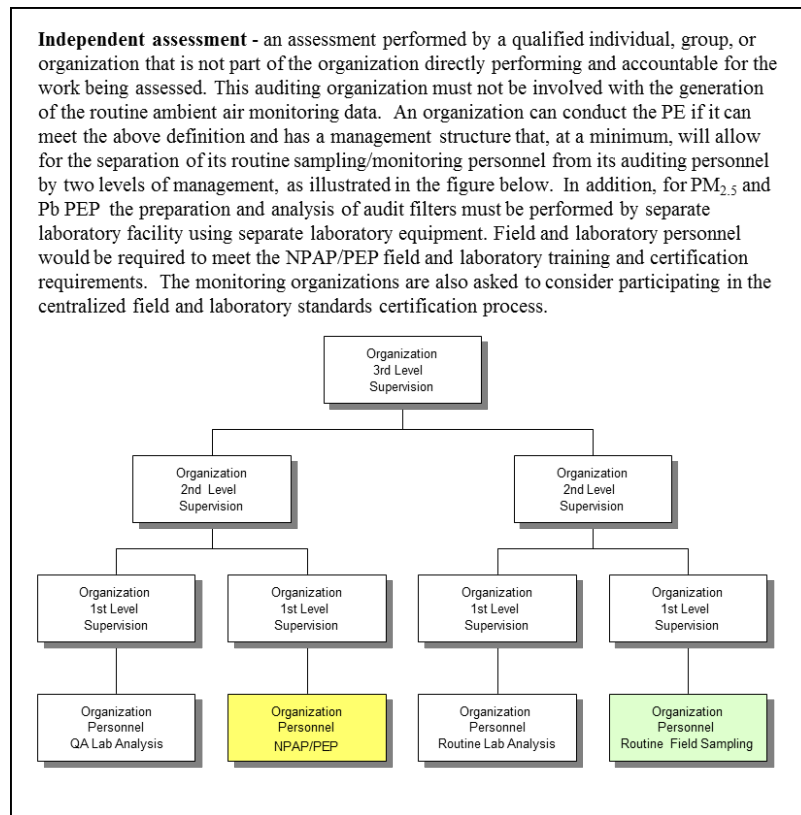 Independent assessment - an assessment performed by a qualified individual, group, or
organization that is not part of the organization directly performing and accountable for the
work being assessed. This auditing organization must not be involved with the generation
of the routine ambient air monitoring data.  An organization can conduct the PE if it can
meet the above definition and has a management structure that, at a minimum, will allow
for the separation of its routine sampling/monitoring personnel from its auditing personnel
by two levels of management, as illustrated in the figure below.  In addition, for PM2.5 and
Pb PEP  the preparation and analysis of audit filters must be performed by separate
laboratory facility using separate laboratory equipment. Field and laboratory personnel
would be required to meet the NPAP/PEP field and laboratory training and certification
requirements.  The monitoring organizations are also asked to consider participating in the
centralized field and laboratory standards certification process.
Organization
3rd Level
Supervision
Organization
2nd Level
Supervision
Organization
2nd Level
Supervision
Organization
1st Level
Supervision
Organization
1st Level
Supervision
Organization
1st Level
Supervision
Organization
1st Level
Supervision
Organization
Personnel
QA Lab Analysis
Organization
Personnel
NPAP/PEP
Organization
Personnel
Routine Lab Analysis
Organization
Personnel
Routine Field Sampling